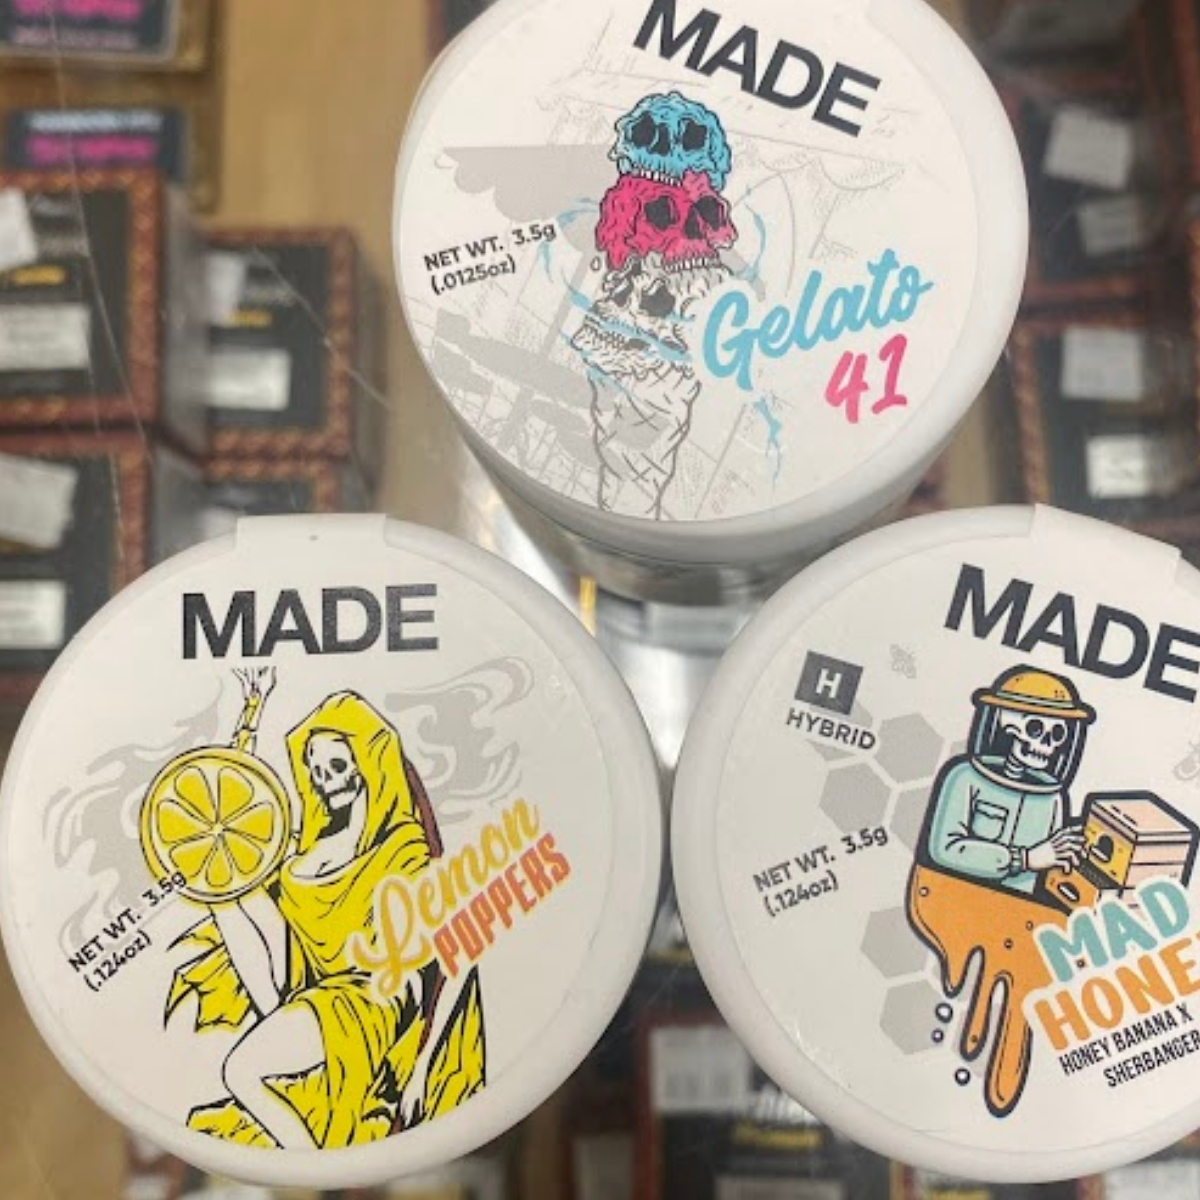 MADE
NET WT. 3.5g
(.0125oz)
Gelato
41
MADE
NET WT. 3.5g
(.124oz)
Lemon
POPPERS
MADE
H
HYBRID
NET WT. 3.5g
(.124oz)
MAD
HONE
HONEY BANANA X
SHERBANGER